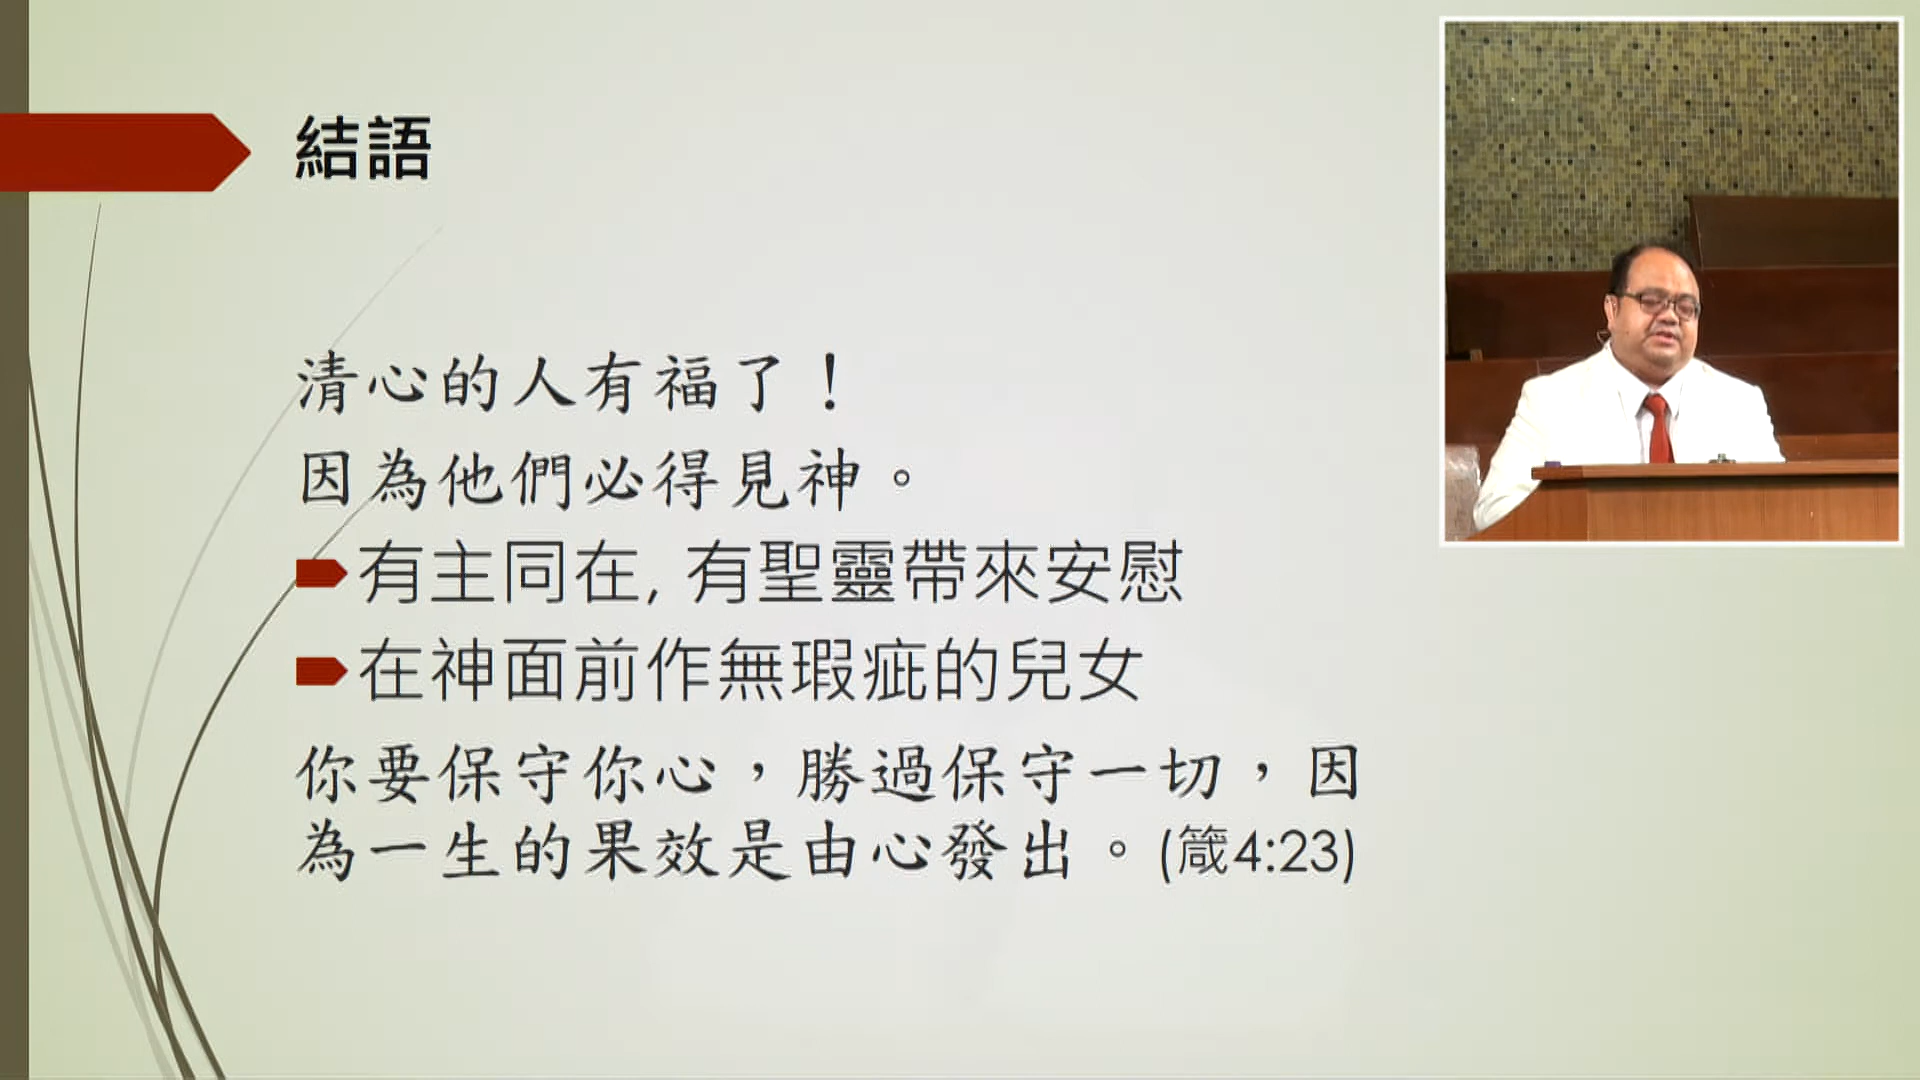 結語
清心的人有福了！
因為他們必得見神。
有主同在, 有聖靈帶來安慰
在神面前作無瑕疵的兒女
你要保守你心，勝過保守一切，因
為一生的果效是由心發出。(箴4:23)